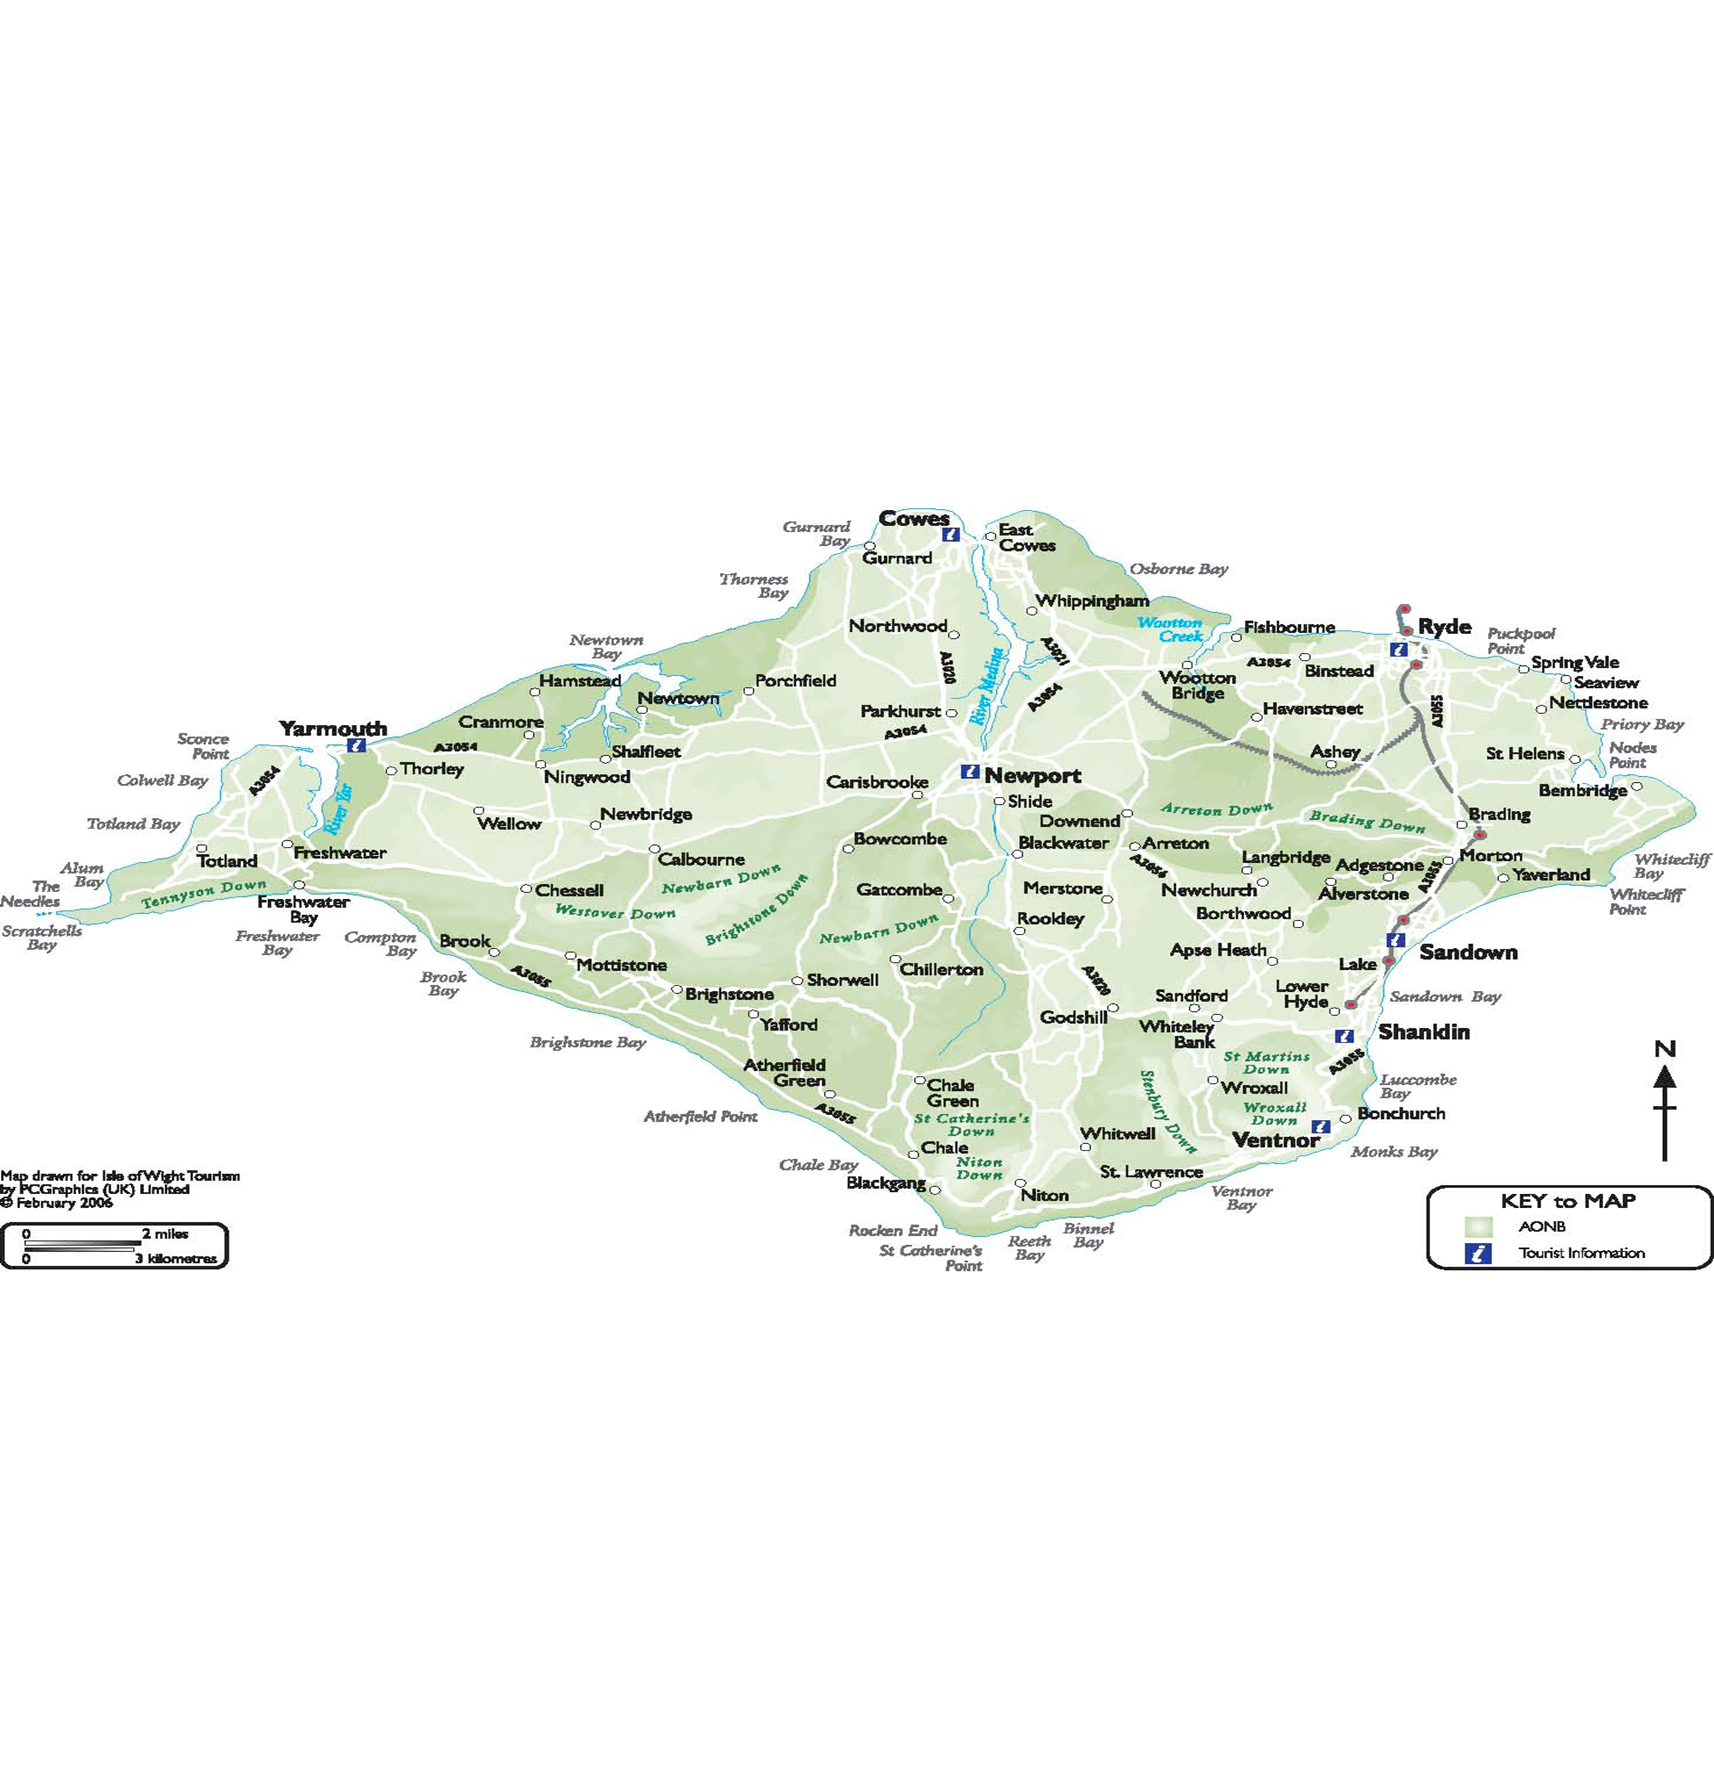 Cowes
Gurnard
Bay
Gurnard
East
Cowes
Osborne Bay
Thorness
Bay
Whippingham
Northwood
Wootton
Creek
Fishbourne
Ryde
Puckpool
Point
Newtown
Bay
A3020
River Medina
A3021
A3054
Binstead
Spring Vale
Seaview
Hamstead
Porchfield
Newtown
Wootton
Bridge
A3054
Nettlestone
Parkhurst
A3054
Havenstreet
A3055
Priory Bay
Cranmore
Yarmouth
Sconce
Point
A3054
Shalfleet
Ashey
St Helens
Nodes
Point
Thorley
Ningwood
Newport
Colwell Bay
A3054
River Yar
Carisbrooke
Bembridge
Shide
Arreton Down
Brading Down
Brading
Downend
Totland Bay
Wellow
Newbridge
Bowcombe
Blackwater
Arreton
Totland
Freshwater
Calbourne
A3056
Langbridge
Adgestone
Morton
Whitecliff
Bay
Alum
Bay
The
Needles
Tennyson Down
Chessell
Newbarn Down
Gatcombe
Merstone
Newchurch
Alverstone
A3055
Yaverland
Whitecliff
Point
Freshwater
Bay
Westover Down
Brighstone Down
Newbarn Down
Rookley
Borthwood
Scratchells
Bay
Freshwater
Bay
Compton
Bay
Brook
Mottistone
Shorwell
Chillerton
Apse Heath
Lake
Sandown
Brook
Bay
A3055
Brighstone
A3020
Sandford
Lower
Hyde
Sandown Bay
Yafford
Godshill
Whiteley
Bank
Shanklin
Brighstone Bay
Atherfield
Green
St Martins
Down
A3055
N
Chale
Green
Stenbury Down
Wroxall
Luccombe
Bay
Atherfield Point
A3055
St Catherine's
Down
Wroxall
Down
Bonchurch
Whitwell
Ventnor
Chale
Monks Bay
Chale Bay
Niton
Down
St. Lawrence
Blackgang
Niton
Ventnor
Bay
Rocken End
St Catherine's
Point
Reeth
Bay
Binnel
Bay
Map drawn for Isle of Wight Tourism
by PCGraphics (UK) Limited
© February 2006
0 2 miles
0 3 kilometres
KEY to MAP
AONB
i Tourist Information